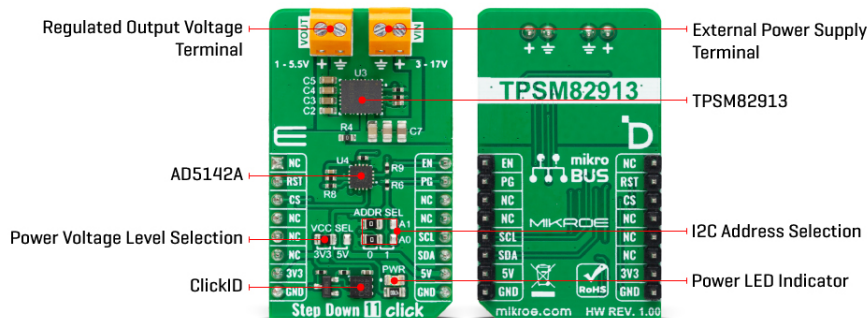 Regulated Output Voltage
Terminal
AD5142A
Power Voltage Level Selection
ClickID
VOUT
VIN
1 - 5.5V + + 3 - 17V
U3
C5
C4
C3
C2
R4
C7
U4
R9
R8
R6
ADDR SEL
A1
A0
0 1
VCC SEL
3V3 5V
PWR
NC
RST
CS
NC
NC
NC
3V3
GND
EN
PG
NC
NC
SCL
SDA
5V
GND
Step Down 11 click
+ +
TPSM82913
mikro
BUS
MIKROE
EN
PG
NC
NC
SCL
SDA
5V
GND
NC
RST
CS
NC
NC
NC
3V3
GND
RoHS
mikroe.com HW REV. 1.00
External Power Supply
Terminal
TPSM82913
I2C Address Selection
Power LED Indicator